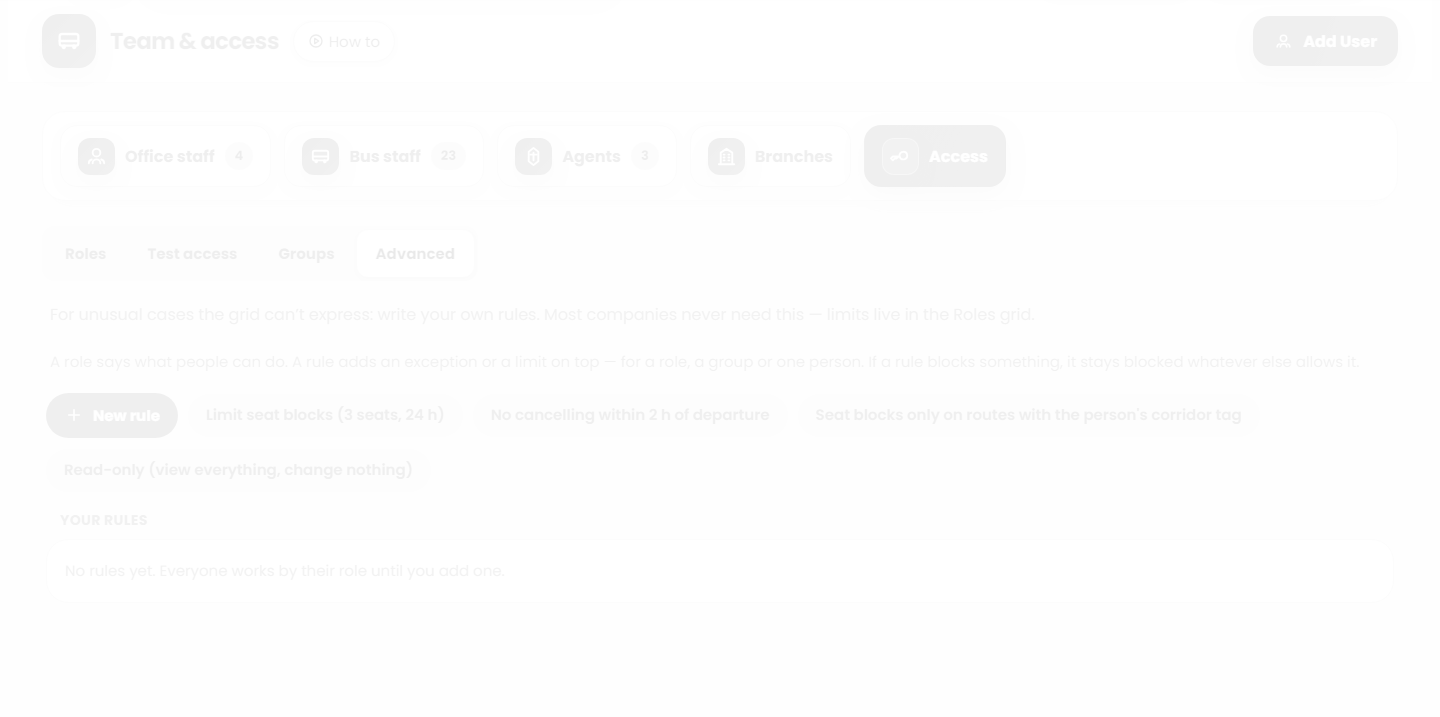 Team & access
How to
Add User
Office staff 4
Bus staff 23
Agents 3
Branches
Access
Roles
Test access
Groups
Advanced
For unusual cases the grid can't express: write your own rules. Most companies never need this — limits live in the Roles grid.
A role says what people can do. A rule adds an exception or a limit on top — for a role, a group or one person. If a rule blocks something, it stays blocked whatever else allows it.
New rule
Limit seat blocks (3 seats, 24 h)
No cancelling within 2 h of departure
Seat blocks only on routes with the person's corridor tag
Read-only (view everything, change nothing)
YOUR RULES
No rules yet. Everyone works by their role until you add one.